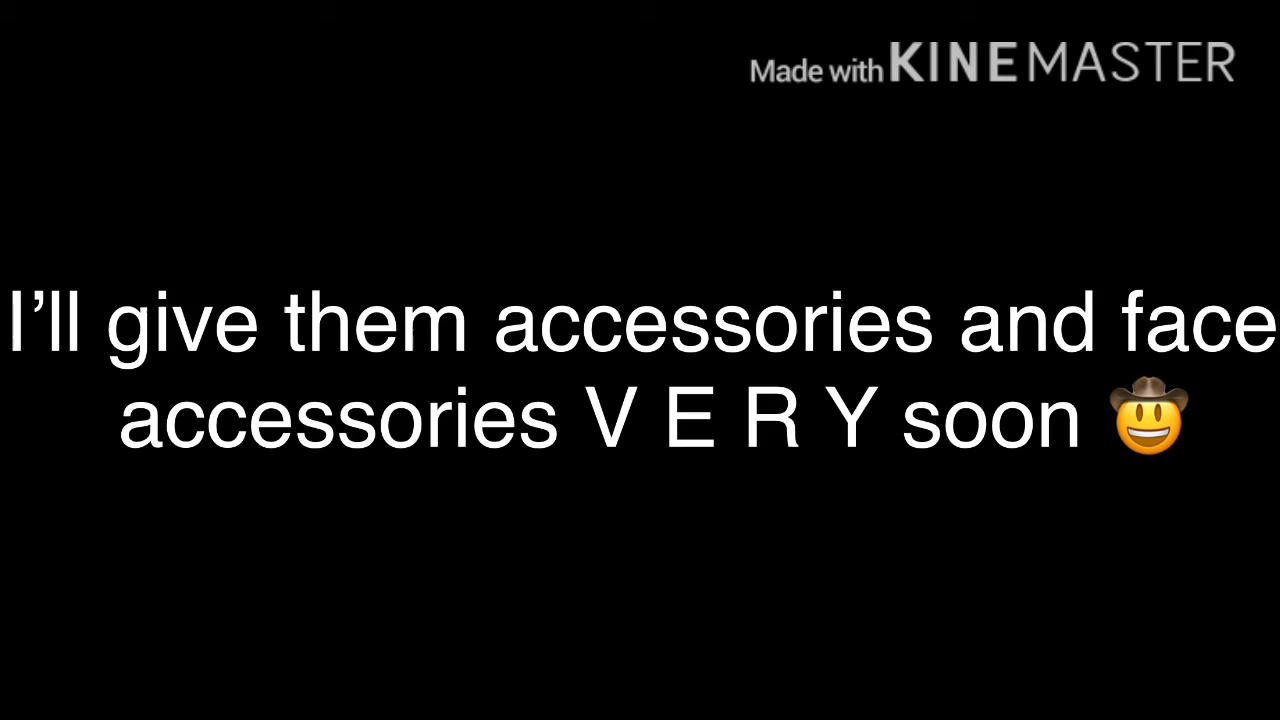 Made with KINEMASTER
I’ll give them accessories and face
accessories V E R Y soon 🤠